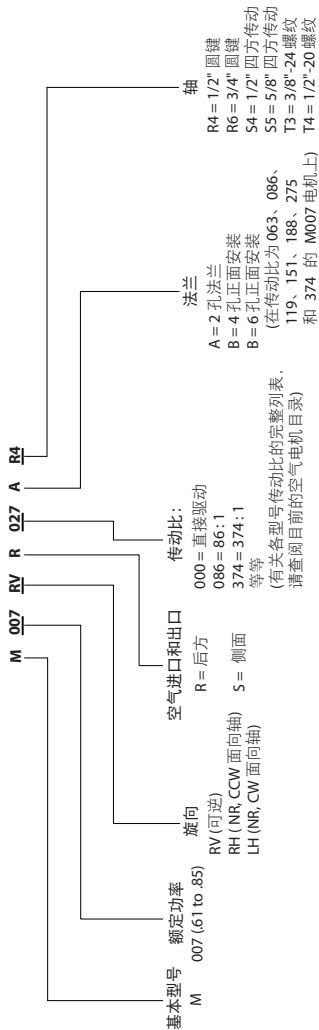 M 007 RV R 027 A R4
基本型号
M
额定功率
007 (.61 to .85)
旋向
RV (可逆)
RH ( NR, CCW 面向轴)
LH (NR, CW 面向轴)
空气进口和出口
R = 后方
S = 侧面
传动比：
000 = 直接驱动
086 = 86 : 1
374 = 374 : 1
等等
(有关各型号传动比的完整列表，
请查阅目前的空气电机目录)
法兰
A = 2 孔法兰
B = 4 孔正面安装
B = 6 孔正面安装
(在传动比为 063、086、
119、151、188、275
和 374 的 M007 电机上)
轴
R4 = 1/2" 圆键
R6 = 3/4" 圆键
S4 = 1/2" 四方传动
S5 = 5/8" 四方传动
T3 = 3/8"-24 螺纹
T4 = 1/2"-20 螺纹